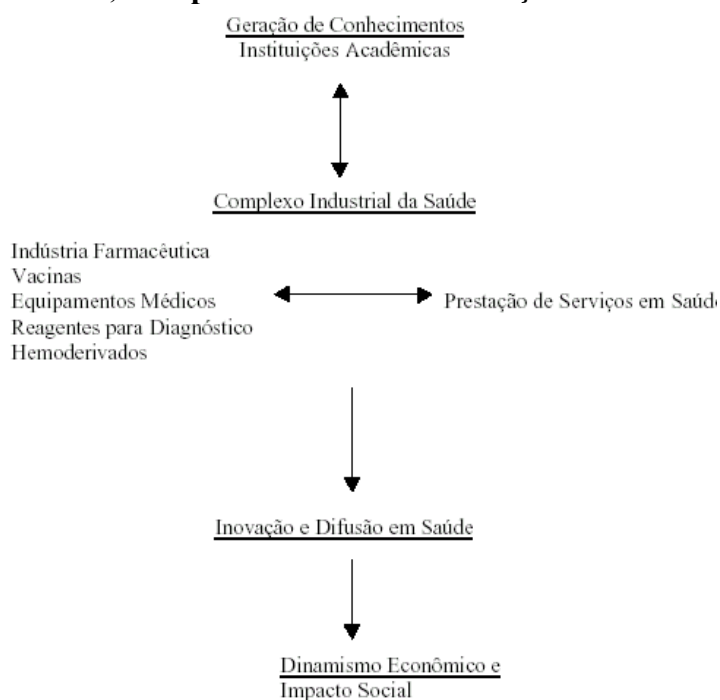 Geração de Conhecimentos
Instituições Acadêmicas
Complexo Industrial da Saúde
Indústria Farmacêutica
Vacinas
Equipamentos Médicos
Reagentes para Diagnóstico
Hemoderivados
Prestação de Serviços em Saúde
Inovação e Difusão em Saúde
Dinamismo Econômico e
Impacto Social